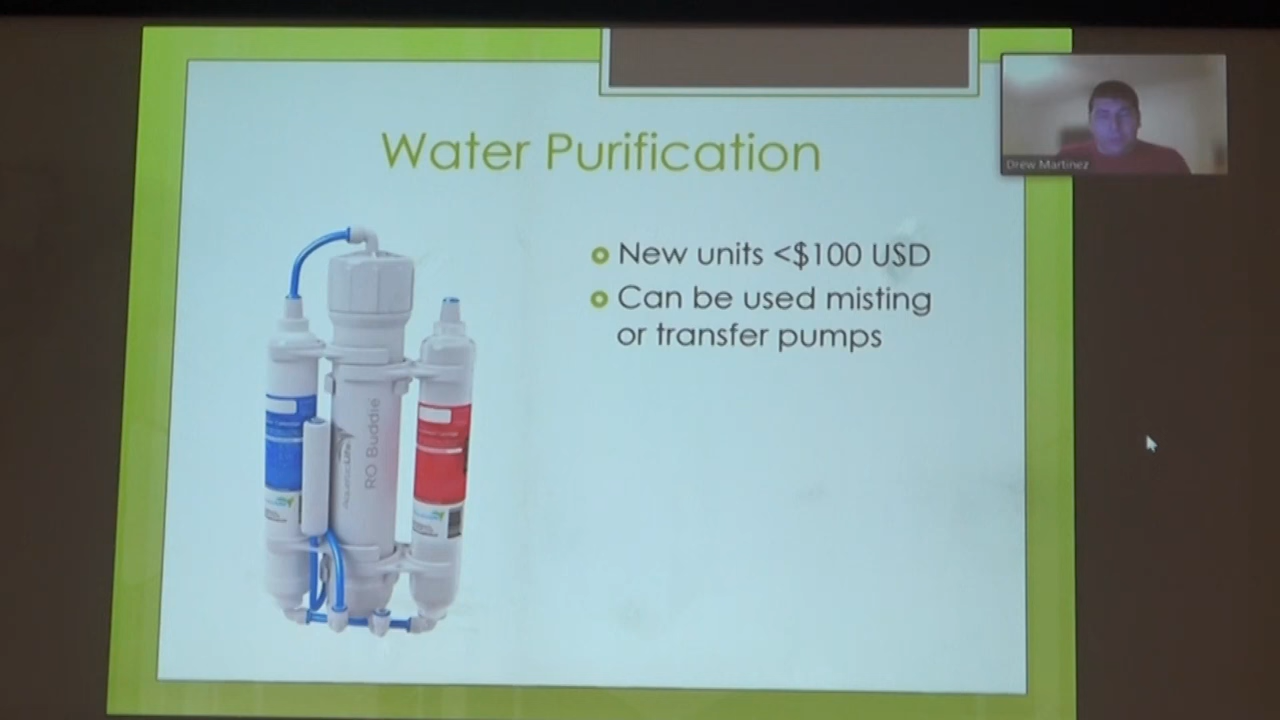 Water Purification
Drew Martinez
New units <$100 USD
Can be used misting
or transfer pumps
RO Buddie